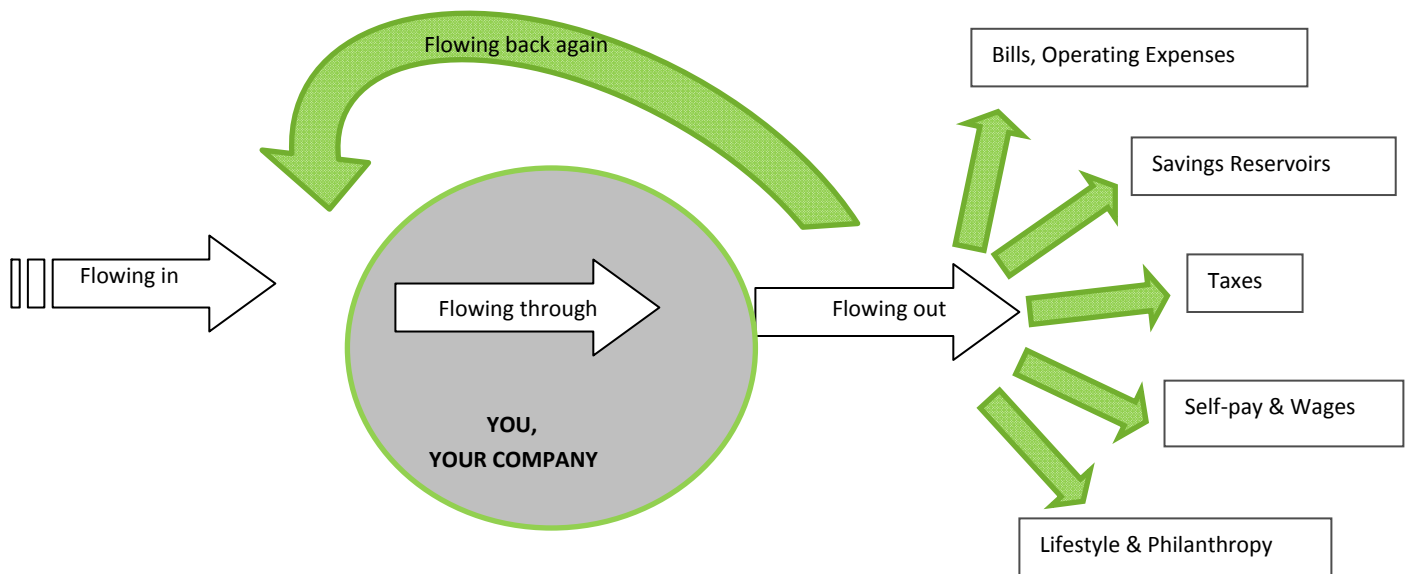 Flowing back again
Bills, Operating Expenses
Savings Reservoirs
Flowing in
Flowing through
Flowing out
Taxes
Self-pay & Wages
YOU,
YOUR COMPANY
Lifestyle & Philanthropy